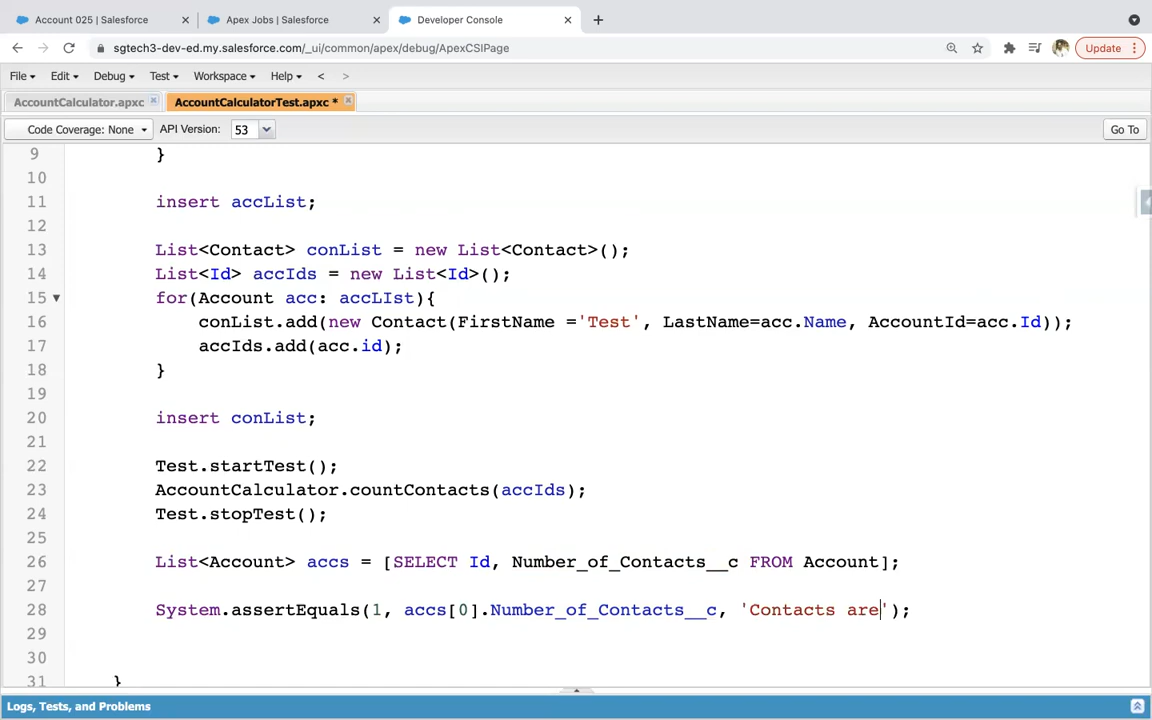 Account 025 | Salesforce
Apex Jobs | Salesforce
Developer Console
sgtech3-dev-ed.my.salesforce.com/_ui/common/apex/debug/ApexCSIPage
Update
File Edit Debug Test Workspace Help < >
AccountCalculator.apxc AccountCalculatorTest.apxc *
Code Coverage: None API Version: 53 Go To
9 }
10
11 insert accList;
12
13 List<Contact> conList = new List<Contact>();
14 List<Id> accIds = new List<Id>();
15 for(Account acc: accLIst){
16 conList.add(new Contact(FirstName ='Test', LastName=acc.Name, AccountId=acc.Id));
17 accIds.add(acc.id);
18 }
19
20 insert conList;
21
22 Test.startTest();
23 AccountCalculator.countContacts(accIds);
24 Test.stopTest();
25
26 List<Account> accs = [SELECT Id, Number_of_Contacts__c FROM Account];
27
28 System.assertEquals(1, accs[0].Number_of_Contacts__c, 'Contacts are');
29
30
31 }
Logs, Tests, and Problems